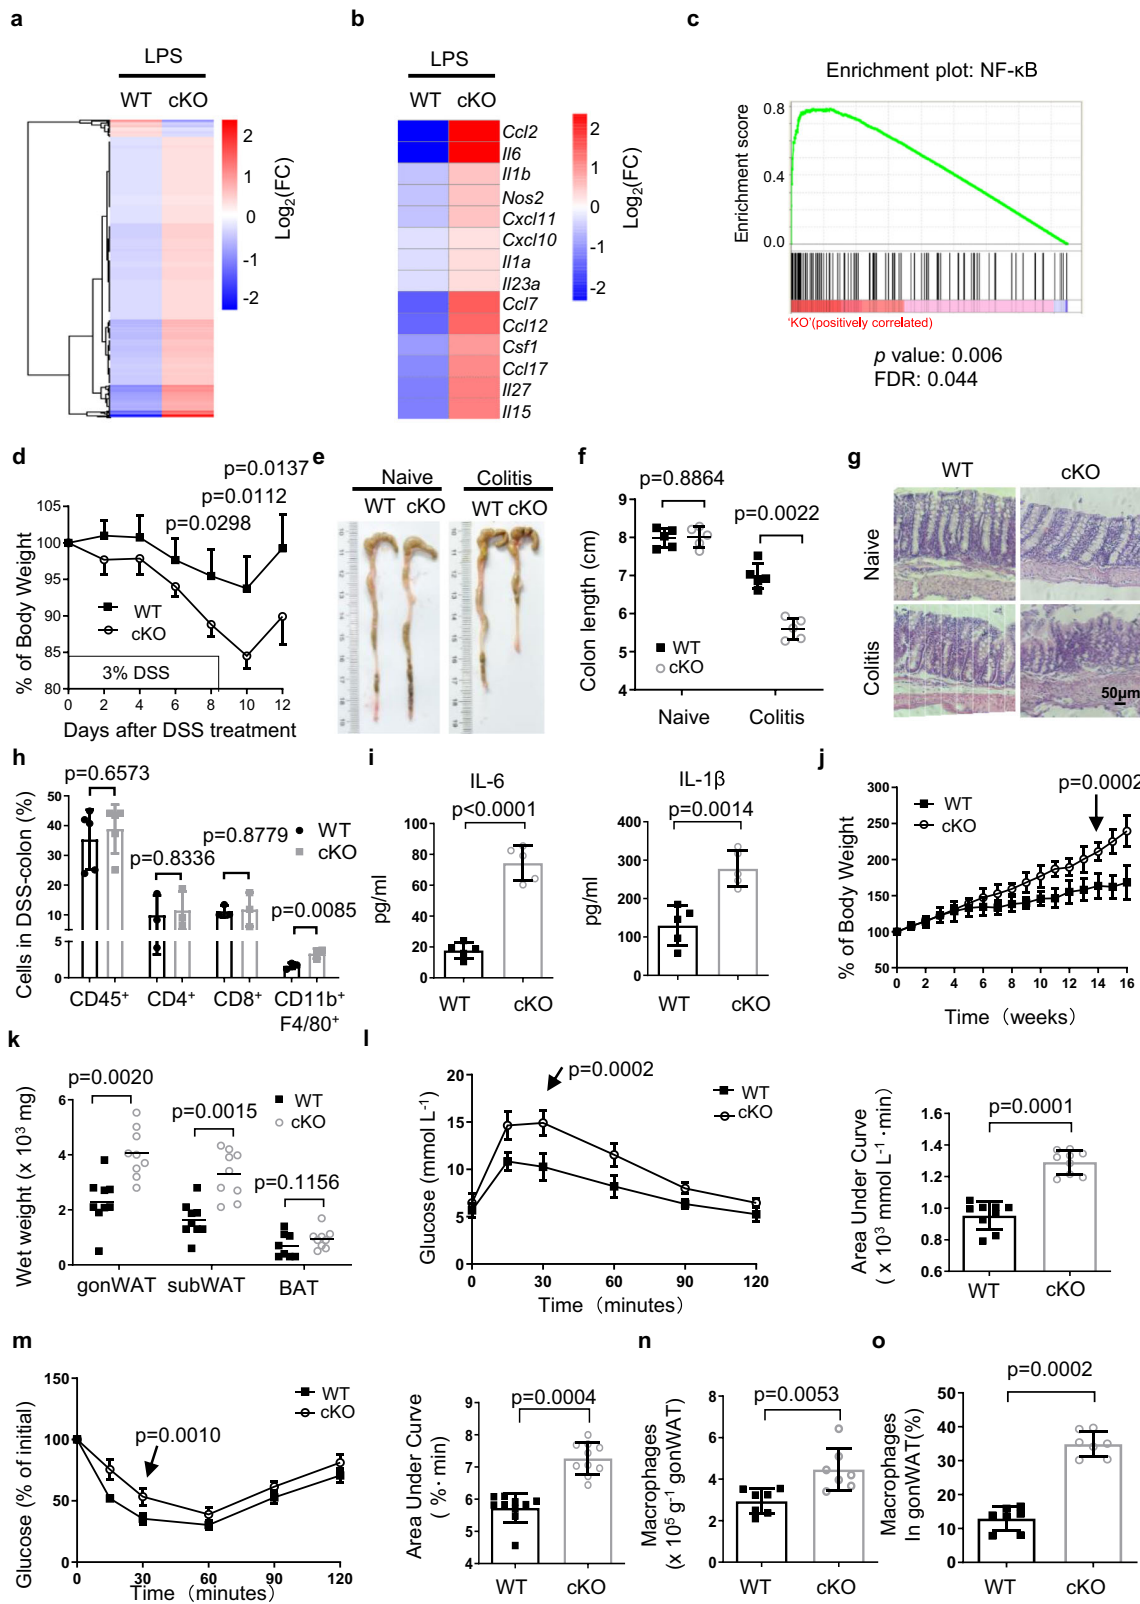 a
LPS
WT cKO
2
1
0
-1
-2
Log2(FC)
b
LPS
WT cKO
Ccl2
Il6
Il1b
Nos2
Cxcl11
Cxcl10
Il1a
Il23a
Ccl7
Ccl12
Csf1
Ccl17
Il27
Il15
2
1
0
-1
-2
Log2(FC)
c
Enrichment plot: NF-κB
Enrichment score
0.8
0.4
0.0
'KO'(positively correlated)
p value: 0.006
FDR: 0.044
d
p=0.0137
p=0.0112
p=0.0298
% of Body Weight
105
100
95
90
85
80
WT
cKO
3% DSS
0 2 4 6 8 10 12
Days after DSS treatment
e
Naive Colitis
WT cKO WT cKO
f
p=0.8864
p=0.0022
Colon length (cm)
9
8
7
6
5
4
WT
cKO
Naive Colitis
g
WT cKO
Naive
Colitis
50µm
h
p=0.6573
p=0.8779
p=0.8336
p=0.0085
WT
cKO
Cells in DSS-colon (%)
50
40
30
20
10
5
0
CD45+ CD4+ CD8+ CD11b+
F4/80+
i
IL-6
p<0.0001
pg/ml
100
80
60
40
20
0
WT cKO
IL-1β
p=0.0014
pg/ml
400
300
200
100
0
WT cKO
j
p=0.0002
WT
cKO
% of Body Weight
300
250
200
150
100
50
0 2 4 6 8 10 12 14 16
Time（weeks）
k
p=0.0020
p=0.0015
p=0.1156
WT
cKO
Wet weight (x 10³ mg)
6
4
2
0
gonWAT subWAT BAT
l
p=0.0002
WT
cKO
Glucose (mmol L⁻¹)
20
15
10
5
0
0 30 60 90 120
Time（minutes）
p=0.0001
Area Under Curve
( x 10³ mmol L⁻¹ · min)
1.6
1.4
1.2
1.0
0.8
0.6
WT cKO
m
WT
cKO
p=0.0010
Glucose (% of initial)
150
100
50
0
0 30 60 90 120
Time（minutes）
p=0.0004
Area Under Curve
( %· min)
9
8
7
6
5
4
WT cKO
n
p=0.0053
Macrophages
(x 10⁵ g⁻¹ gonWAT)
8
6
4
2
0
WT cKO
o
p=0.0002
Macrophages
In gonWAT(%)
50
40
30
20
10
0
WT cKO